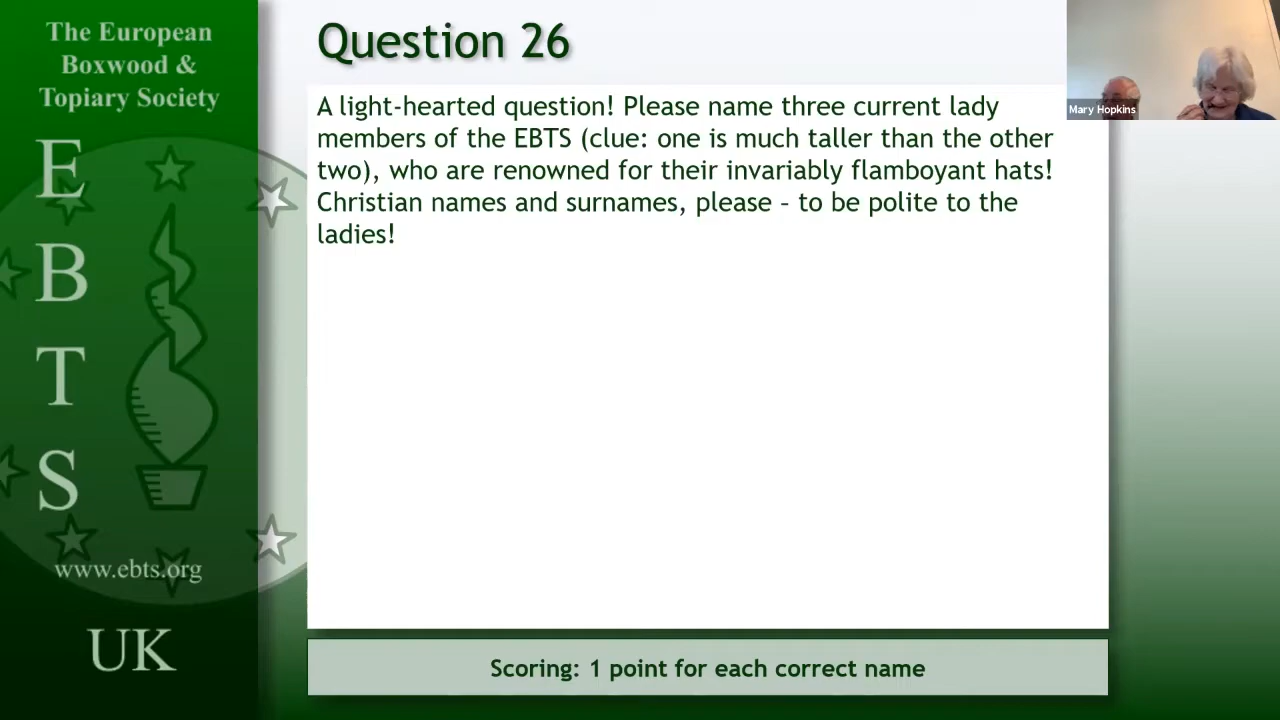 The European
Boxwood &
Topiary Society
E
B
T
S
www.ebts.org
UK
Question 26
A light-hearted question! Please name three current lady
members of the EBTS (clue: one is much taller than the other
two), who are renowned for their invariably flamboyant hats!
Christian names and surnames, please – to be polite to the
ladies!
Scoring: 1 point for each correct name
Mary Hopkins